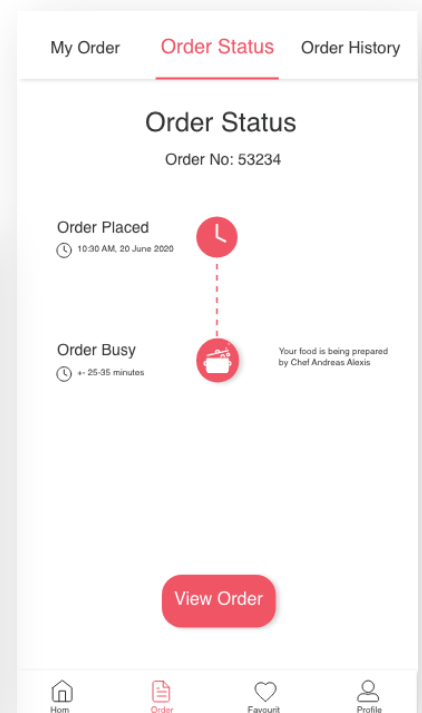 My Order Order Status Order History
Order Status
Order No: 53234
Order Placed
10:30 AM, 20 June 2020
Order Busy
+- 25-35 minutes
Your food is being prepared
by Chef Andreas Alexis
View Order
Hom Order Favourit Profile